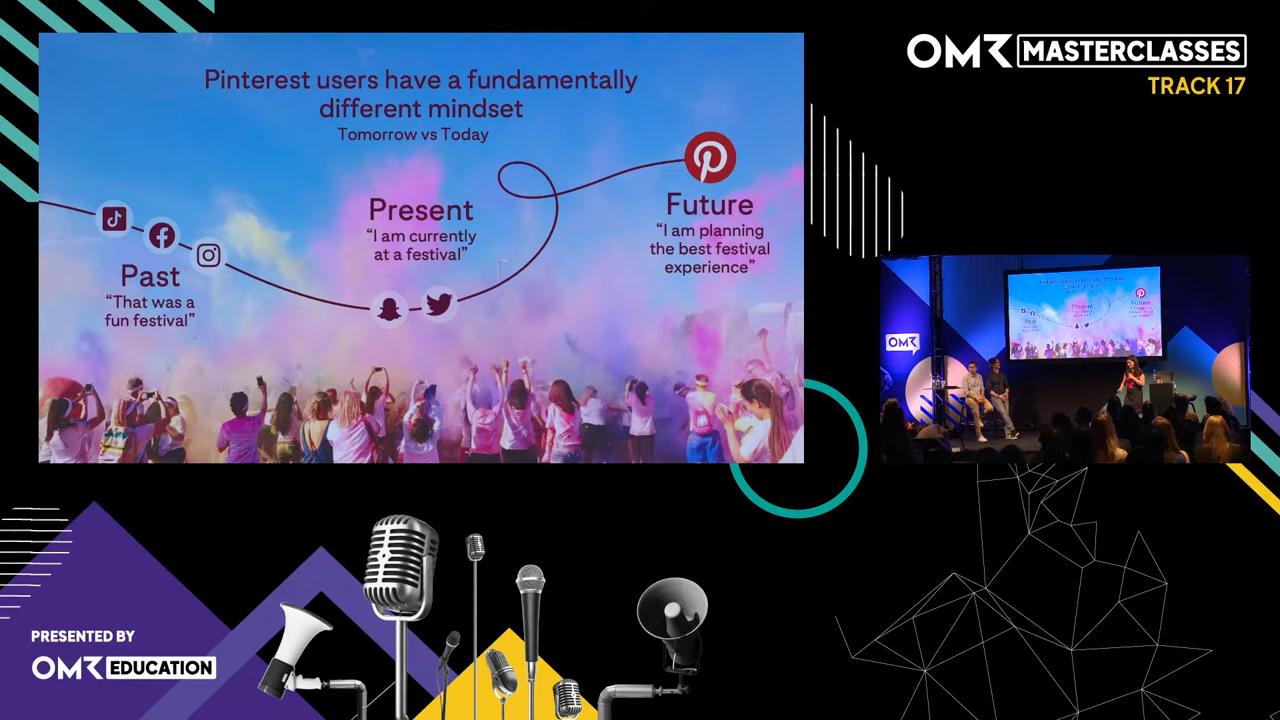 Pinterest users have a fundamentally
different mindset
Tomorrow vs Today
Past
“That was a
fun festival”
Present
“I am currently
at a festival”
Future
“I am planning
the best festival
experience”
OMR MASTERCLASSES
TRACK 17
OMR
PRESENTED BY
OMR EDUCATION